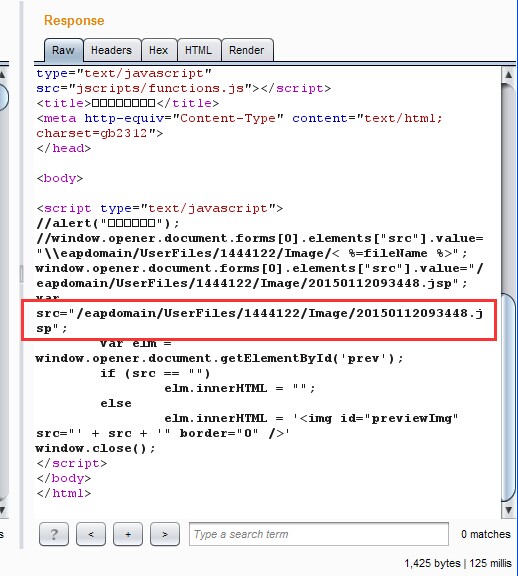 Response
Raw Headers Hex HTML Render
type="text/javascript"
src="jscripts/functions.js"></script>
<title>□□□□□□□□</title>
<meta http-equiv="Content-Type" content="text/html;
charset=gb2312">
</head>
<body>
<script type="text/javascript">
//alert("□□□□□□");
//window.opener.document.forms[0].elements["src"].value=
"\\eapdomain/UserFiles/1444122/Image/< %=fileName %>";
window.opener.document.forms[0].elements["src"].value="/
eapdomain/UserFiles/1444122/Image/20150112093448.jsp";
var
src="/eapdomain/UserFiles/1444122/Image/20150112093448.j
sp";
var elm =
window.opener.document.getElementById('prev');
if (src == "")
elm.innerHTML = "";
else
elm.innerHTML = '<img id="previewImg"
src="' + src + '" border="0" />'
window.close();
</script>
</body>
</html>
? < + > Type a search term 0 matches
s
1,425 bytes | 125 millis